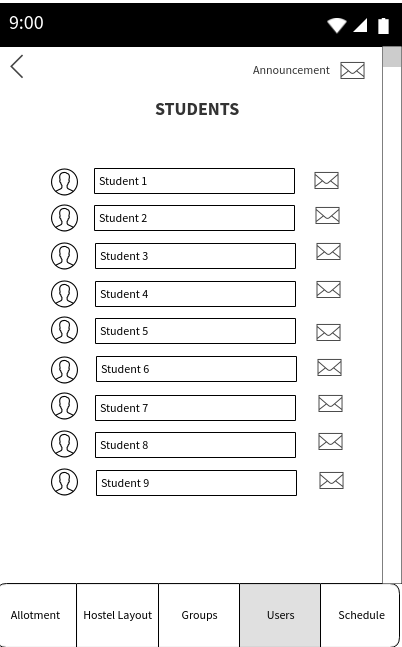 9:00
Announcement
STUDENTS
Student 1
Student 2
Student 3
Student 4
Student 5
Student 6
Student 7
Student 8
Student 9
Allotment Hostel Layout Groups Users Schedule